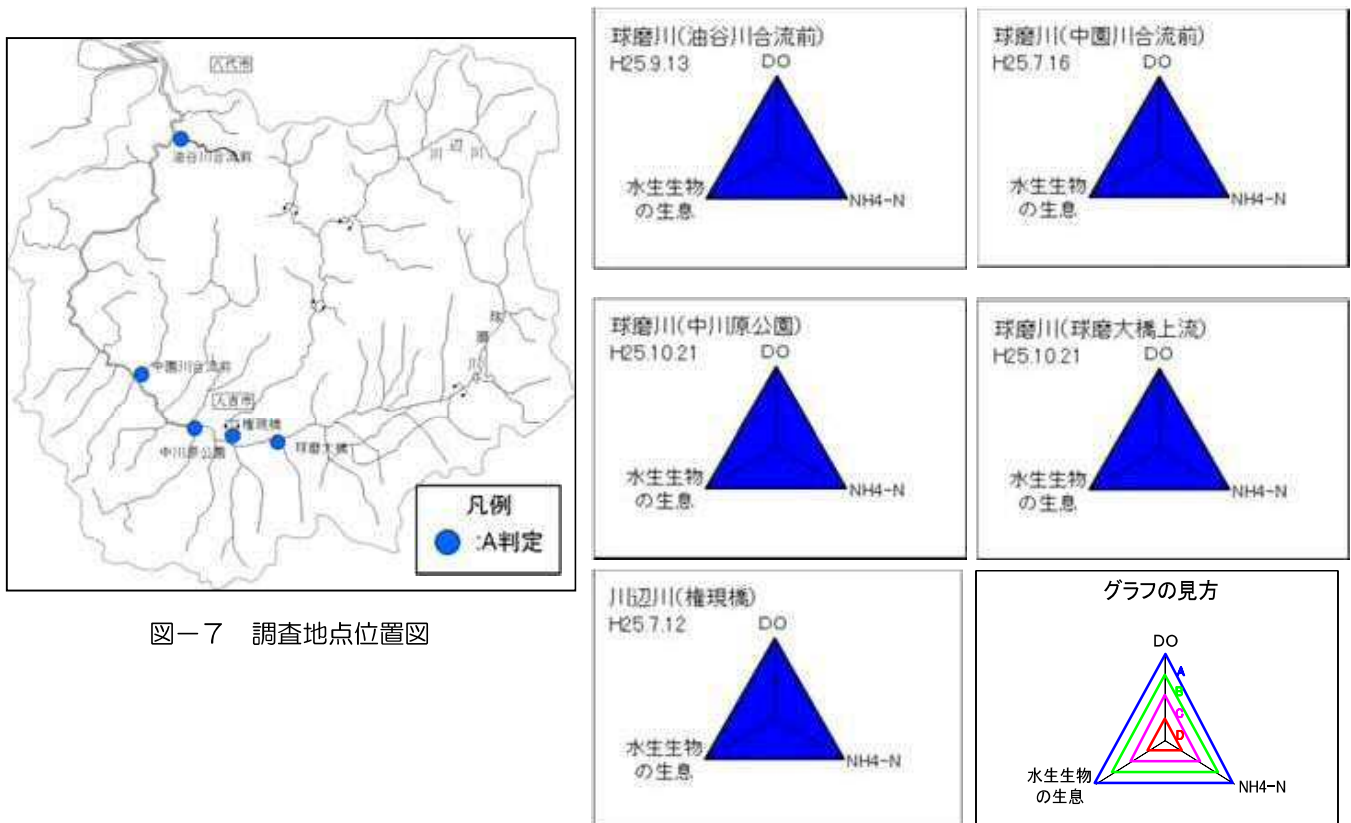 八代市
油谷川合流前
川辺川
球磨川
中園川合流前
人吉市
権現橋
中川原公園
球磨大橋
凡例
:A判定
図－7 調査地点位置図
球磨川(油谷川合流前)
H25.9.13
DO
水生生物
の生息
NH4-N
球磨川(中園川合流前)
H25.7.16
DO
水生生物
の生息
NH4-N
球磨川(中川原公園)
H25.10.21
DO
水生生物
の生息
NH4-N
球磨川(球磨大橋上流)
H25.10.21
DO
水生生物
の生息
NH4-N
川辺川(権現橋)
H25.7.12
DO
水生生物
の生息
NH4-N
グラフの見方
DO
A
B
C
D
水生生物
の生息
NH4-N